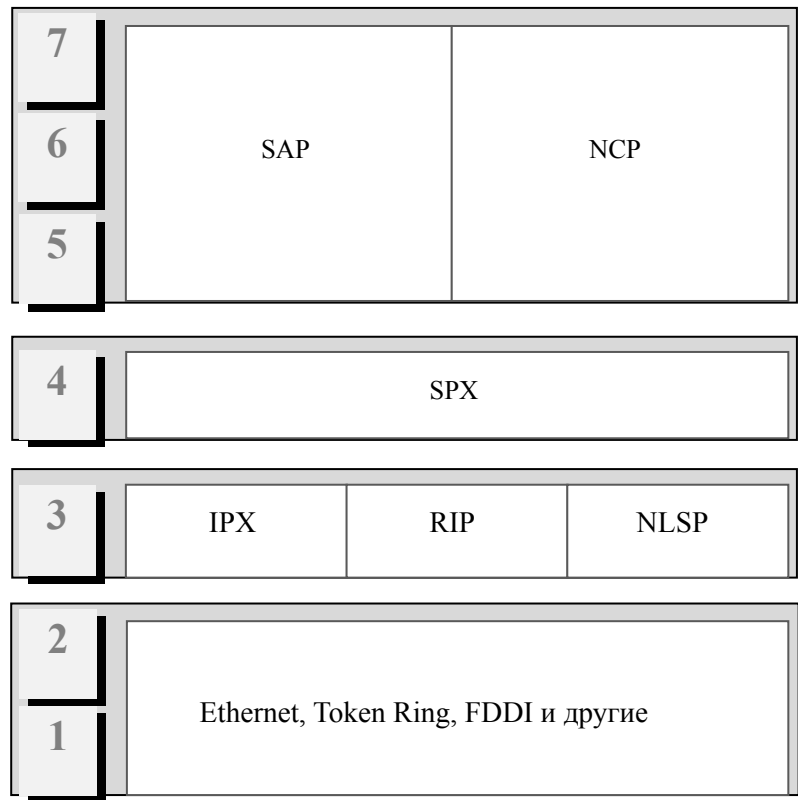 7
6
5
SAP
NCP
4
SPX
3
IPX
RIP
NLSP
2
1
Ethernet, Token Ring, FDDI и другие